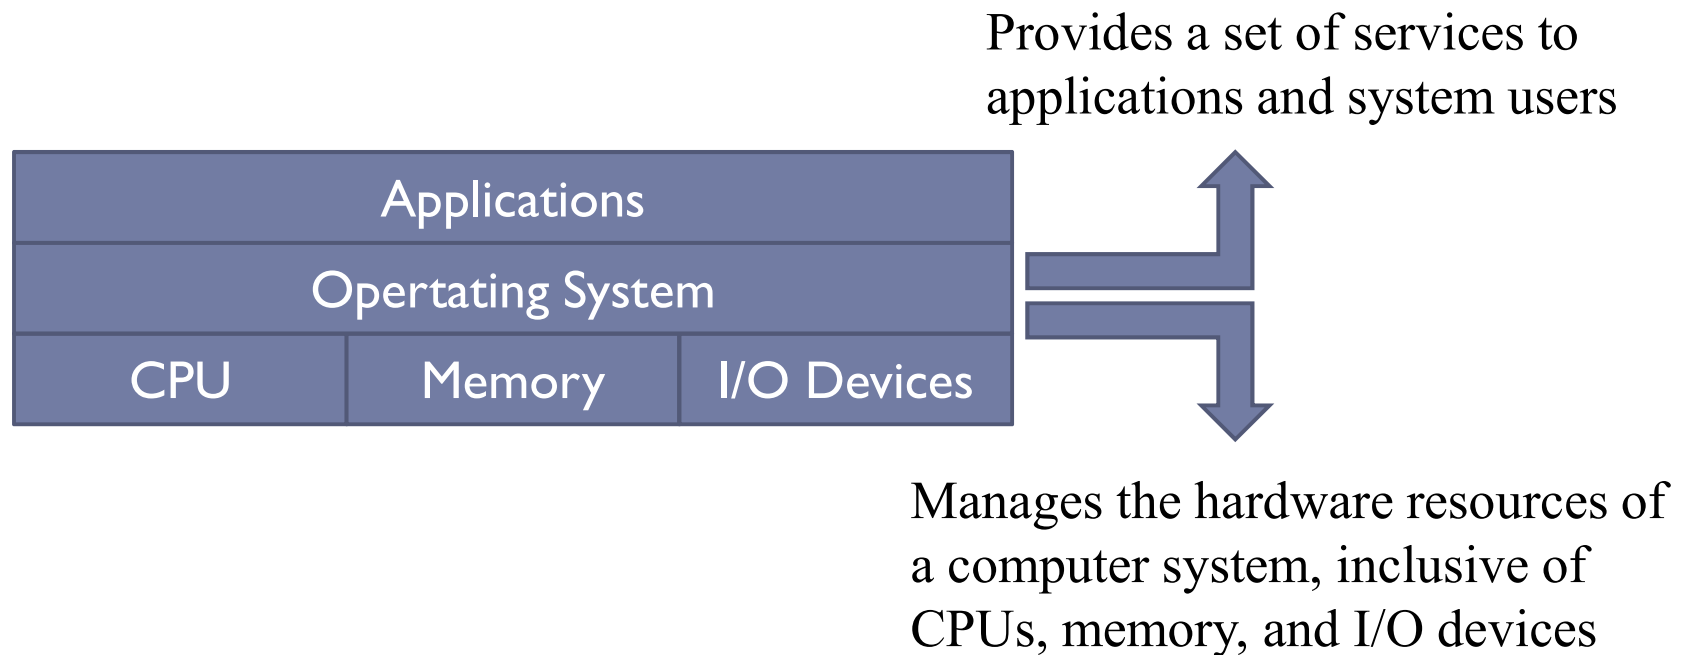 Provides a set of services to
applications and system users
Applications
Opertating System
CPU Memory I/O Devices
Manages the hardware resources of
a computer system, inclusive of
CPUs, memory, and I/O devices